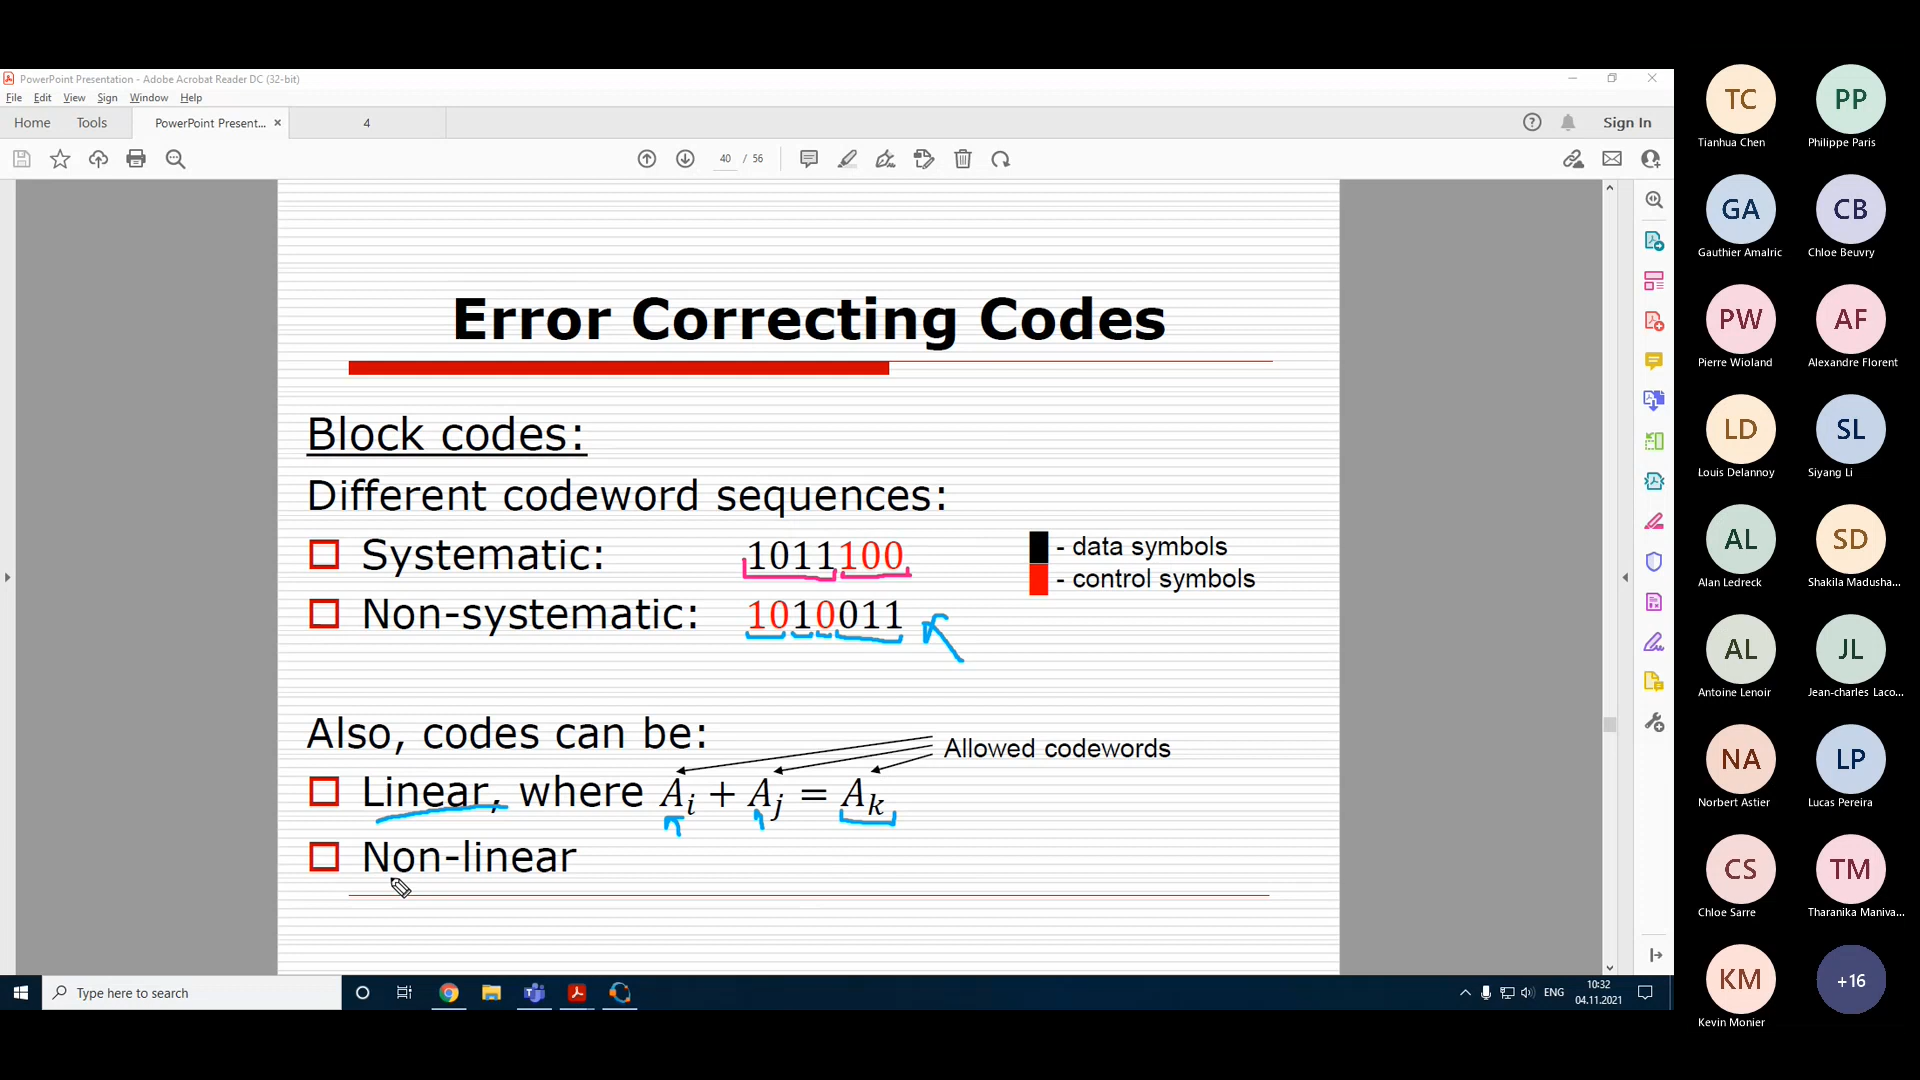 PowerPoint Presentation - Adobe Acrobat Reader DC (32-bit)
File Edit View Sign Window Help
Home Tools PowerPoint Present... × 4 Sign In
40 / 56
Error Correcting Codes
Block codes:
Different codeword sequences:
Systematic: 1011100
Non-systematic: 1010011
- data symbols
- control symbols
Also, codes can be:
Allowed codewords
Linear, where Ai + Aj = Ak
Non-linear
Type here to search
ENG
10:32
04.11.2021
TC PP
Tianhua Chen Philippe Paris
GA CB
Gauthier Amalric Chloe Beuvry
PW AF
Pierre Wioland Alexandre Florent
LD SL
Louis Delannoy Siyang Li
AL SD
Alan Ledreck Shakila Madusha...
AL JL
Antoine Lenoir Jean-charles Laco...
NA LP
Norbert Astier Lucas Pereira
CS TM
Chloe Sarre Tharanika Maniva...
KM +16
Kevin Monier